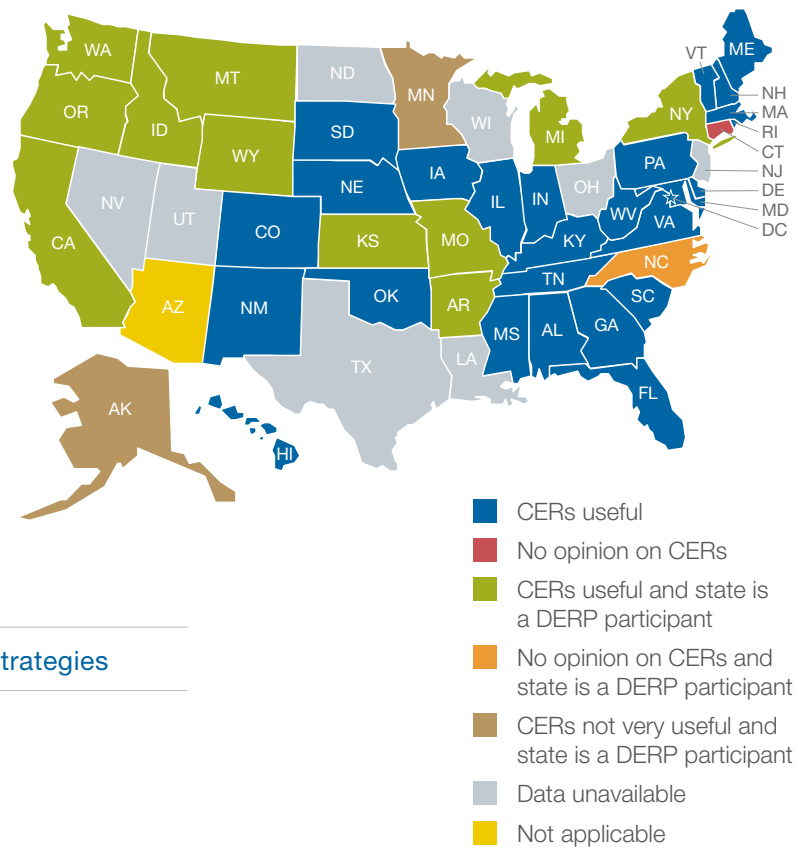 WA
MT
ND
MN
VT
ME
OR
ID
SD
WI
MI
NY
NH
MA
RI
CT
NJ
DE
MD
DC
WY
NE
IA
PA
NV
UT
CO
KS
MO
IL
IN
OH
WV
VA
KY
CA
AZ
NM
OK
AR
TN
NC
SC
MS
AL
GA
TX
LA
FL
AK
HI
CERs useful
No opinion on CERs
CERs useful and state is
a DERP participant
No opinion on CERs and
state is a DERP participant
CERs not very useful and
state is a DERP participant
Data unavailable
Not applicable
trategies